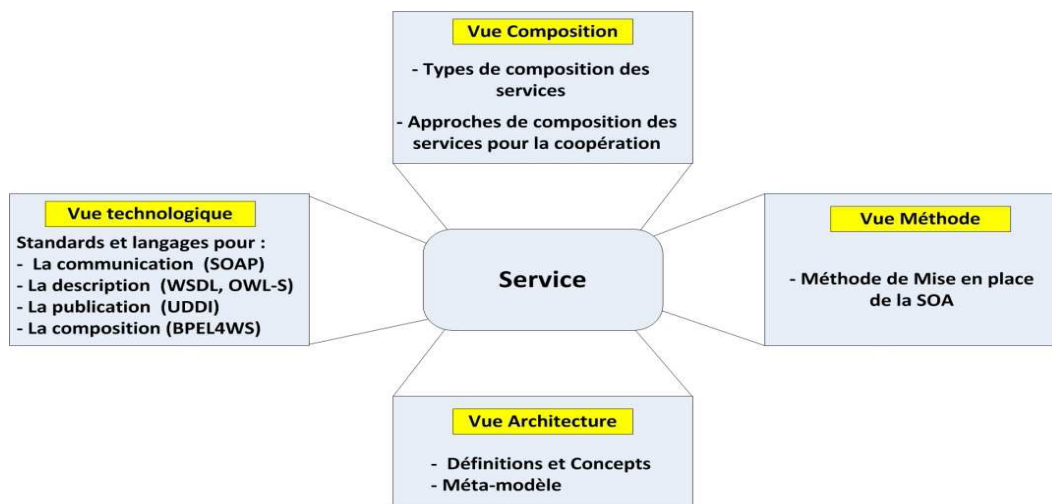 Vue Composition
- Types de composition des
services
- Approches de composition des
services pour la coopération
Vue technologique
Standards et langages pour :
- La communication (SOAP)
- La description (WSDL, OWL-S)
- La publication (UDDI)
- La composition (BPEL4WS)
Service
Vue Méthode
- Méthode de Mise en place
de la SOA
Vue Architecture
- Définitions et Concepts
- Méta-modèle